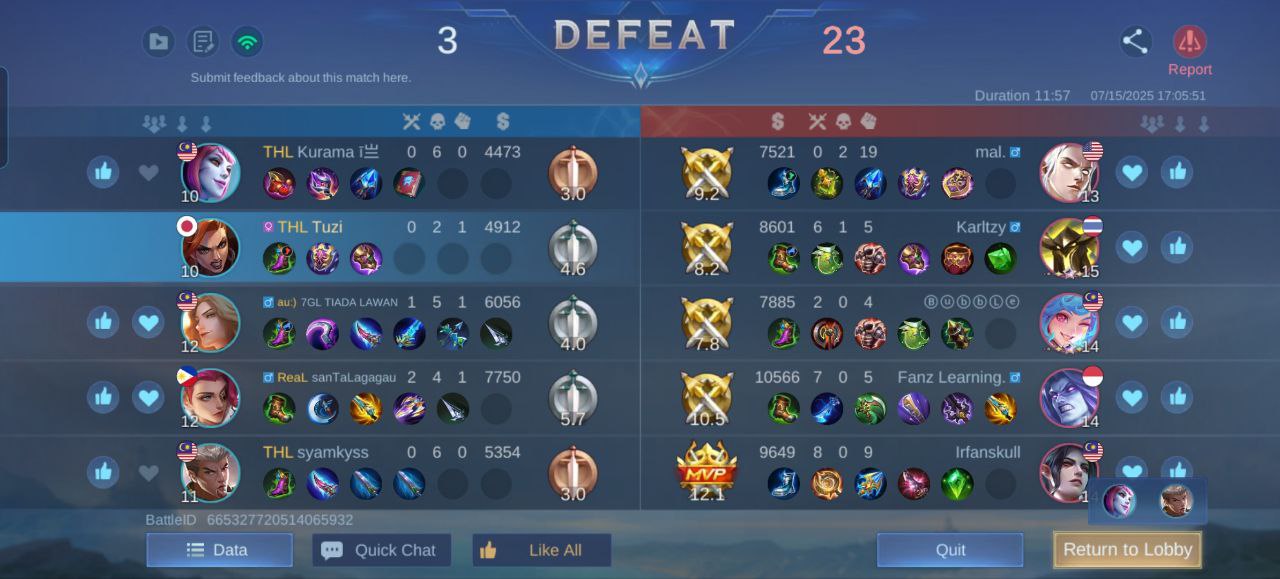 3 DEFEAT 23
Submit feedback about this match here.
Report
Duration 11:57 07/15/2025 17:05:51
THL Kurama 0 6 0 4473
10
3.0
9.2
7521 0 2 19 mal.
13
THL Tuzi 0 2 1 4912
10
4.6
8.2
8601 6 1 5 Karltzy
15
au:) 7GL TIADA LAWAN 1 5 1 6056
12
4.0
7.8
7885 2 0 4 ⒷⓤⓑⓑⓁⓔ
14
ReaL sanTaLagagau 2 4 1 7750
12
5.7
10.5
10566 7 0 5 Fanz Learning.
14
THL syamkyss 0 6 0 5354
11
3.0
MVP
12.1
9649 8 0 9 Irfanskull
BattleID 665327720514065932
Data Quick Chat Like All Quit Return to Lobby